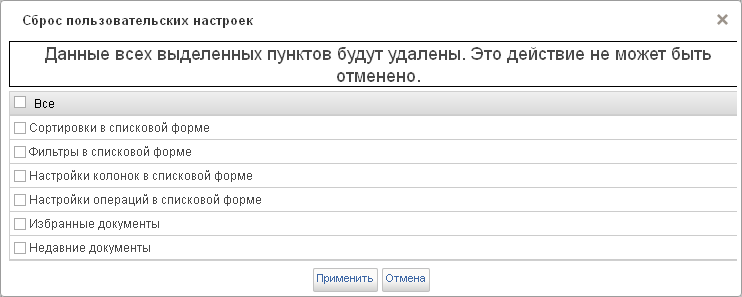 Сброс пользовательских настроек
Данные всех выделенных пунктов будут удалены. Это действие не может быть
отменено.
Все
Сортировки в списковой форме
Фильтры в списковой форме
Настройки колонок в списковой форме
Настройки операций в списковой форме
Избранные документы
Недавние документы
Применить Отмена